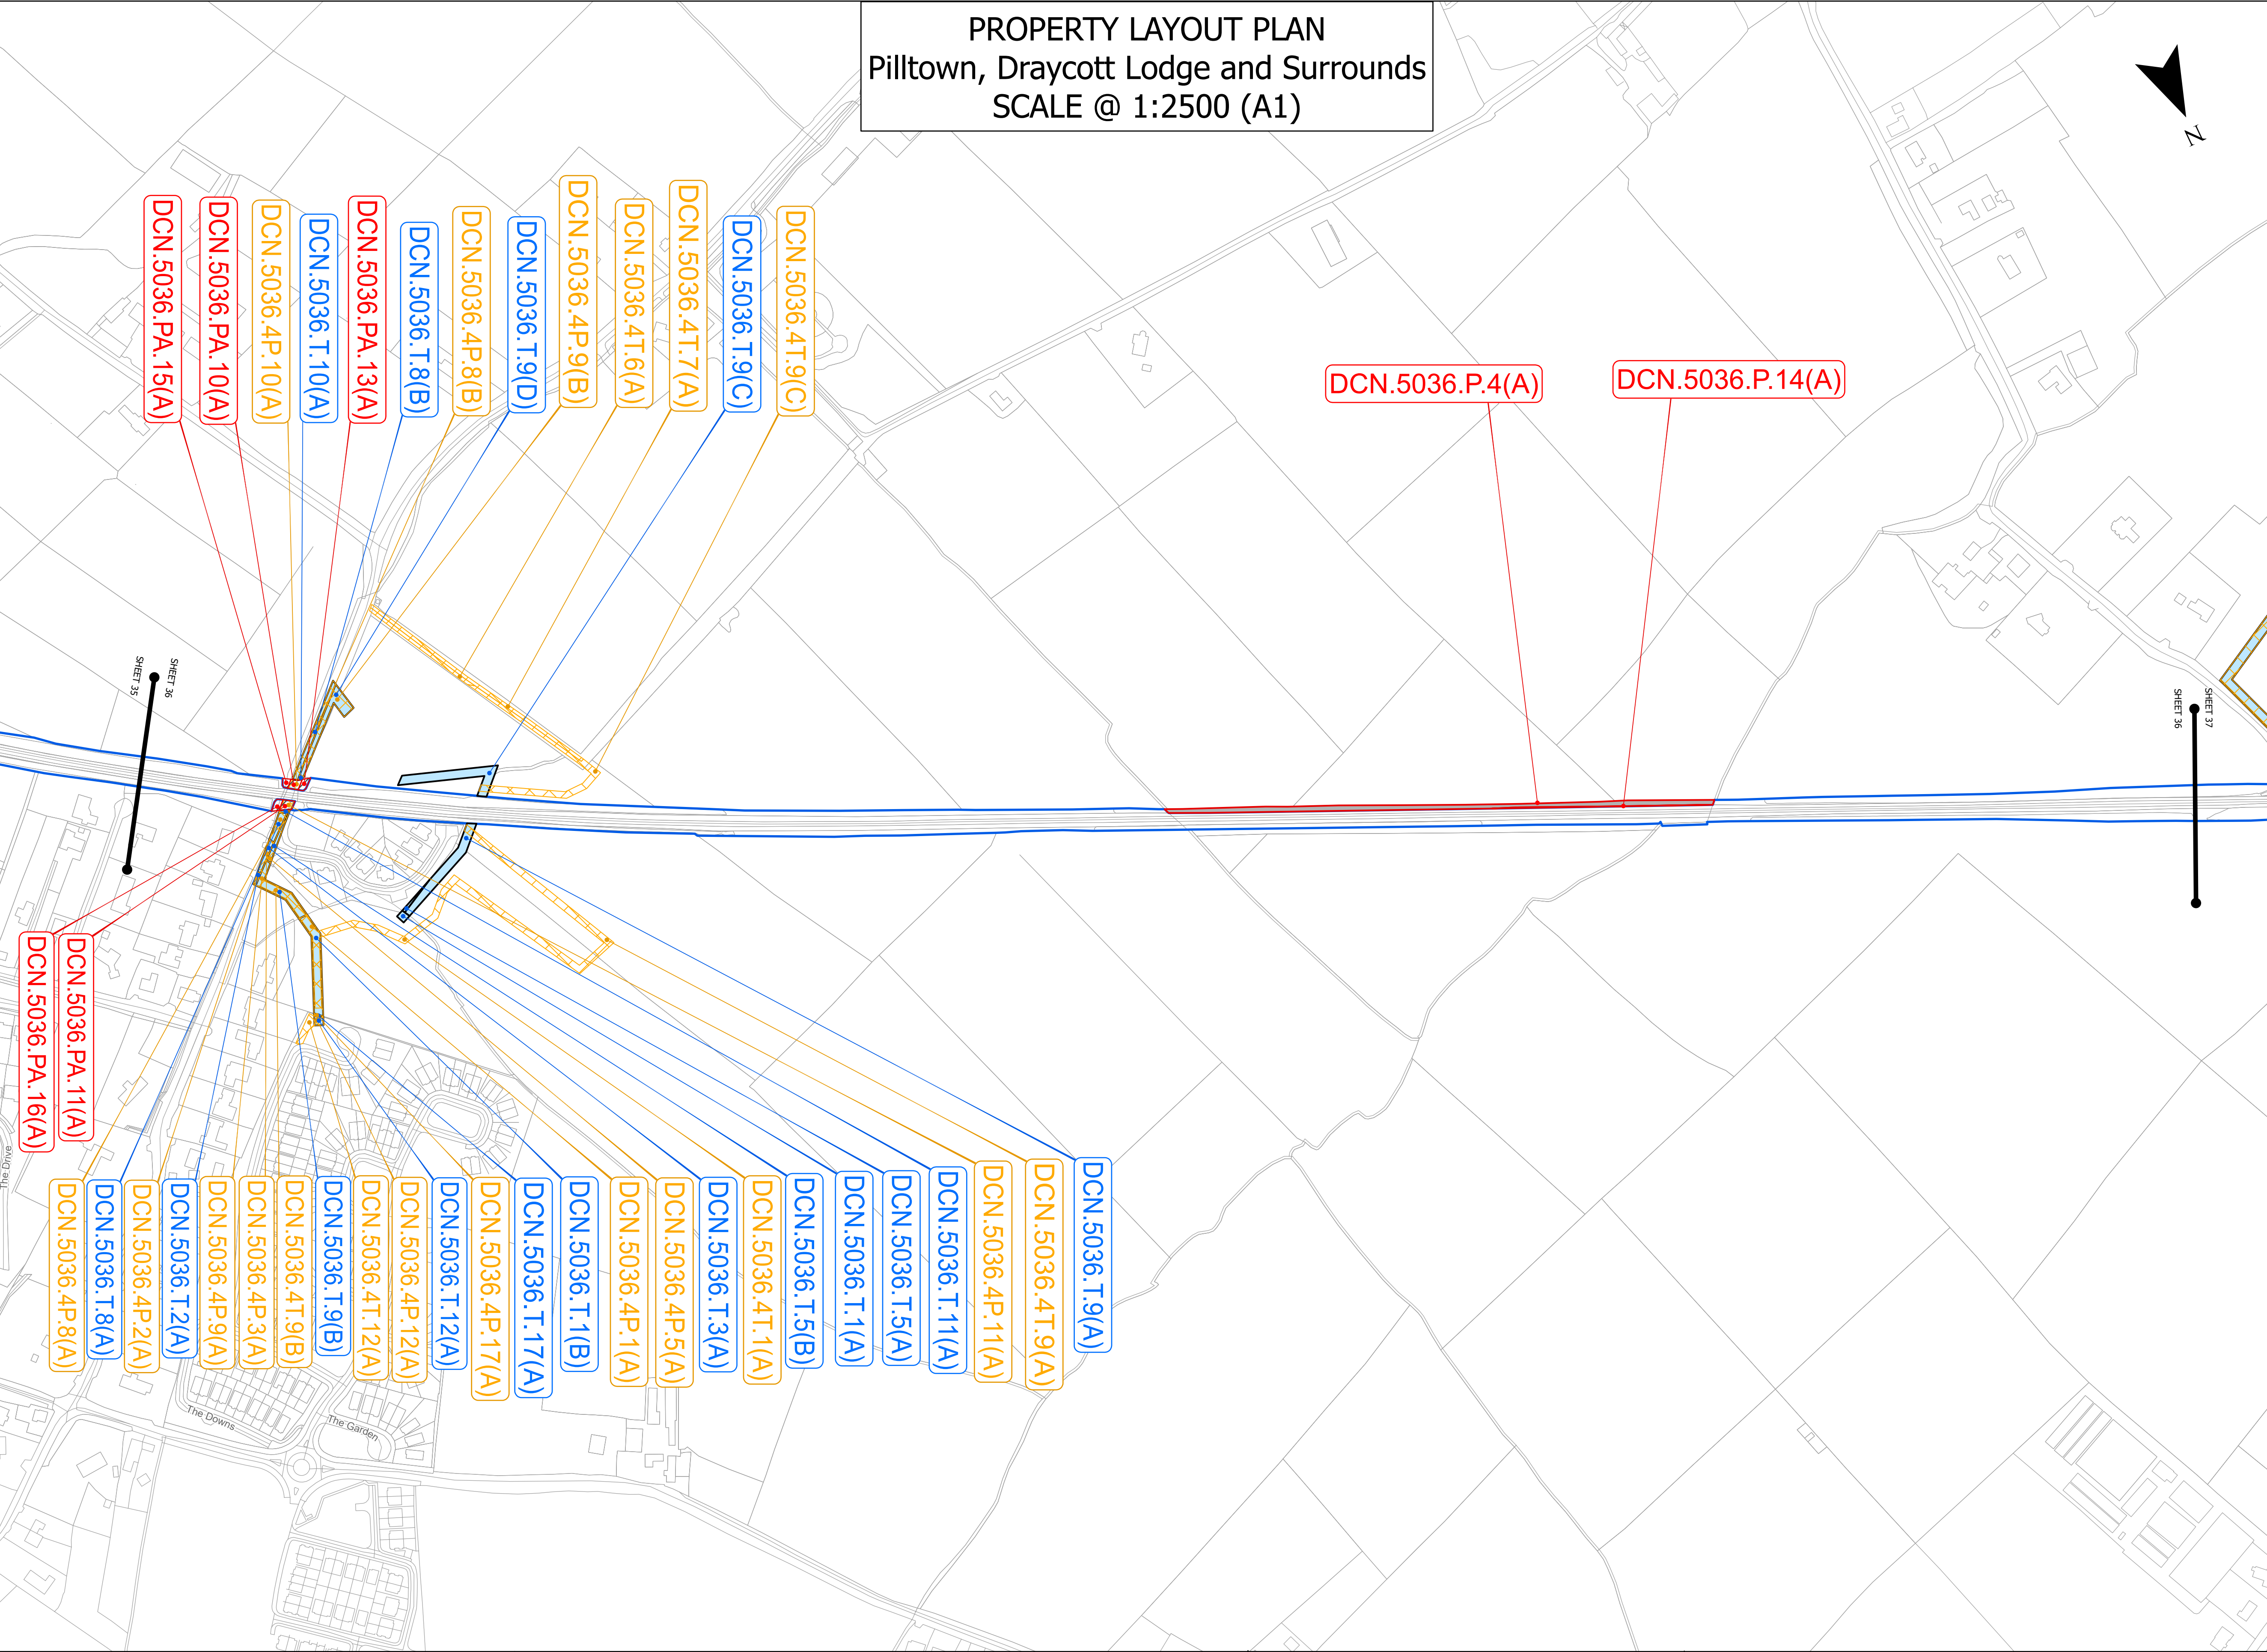 PROPERTY LAYOUT PLAN
Pilltown, Draycott Lodge and Surrounds
SCALE @ 1:2500 (A1)
N
DCN.5036.PA.15(A)
DCN.5036.PA.10(A)
DCN.5036.4P.10(A)
DCN.5036.T.10(A)
DCN.5036.PA.13(A)
DCN.5036.T.8(B)
DCN.5036.4P.8(B)
DCN.5036.T.9(D)
DCN.5036.4P.9(B)
DCN.5036.4T.6(A)
DCN.5036.4T.7(A)
DCN.5036.T.9(C)
DCN.5036.4T.9(C)
DCN.5036.P.4(A)
DCN.5036.P.14(A)
SHEET 35
SHEET 36
SHEET 36
SHEET 37
DCN.5036.PA.16(A)
DCN.5036.PA.11(A)
The Drive
DCN.5036.4P.8(A)
DCN.5036.T.8(A)
DCN.5036.4P.2(A)
DCN.5036.T.2(A)
DCN.5036.4P.9(A)
DCN.5036.4P.3(A)
DCN.5036.4T.9(B)
DCN.5036.T.9(B)
DCN.5036.4T.12(A)
DCN.5036.4P.12(A)
DCN.5036.T.12(A)
DCN.5036.4P.17(A)
DCN.5036.T.17(A)
DCN.5036.T.1(B)
DCN.5036.4P.1(A)
DCN.5036.4P.5(A)
DCN.5036.T.3(A)
DCN.5036.4T.1(A)
DCN.5036.T.5(B)
DCN.5036.T.1(A)
DCN.5036.T.5(A)
DCN.5036.T.11(A)
DCN.5036.4P.11(A)
DCN.5036.4T.9(A)
DCN.5036.T.9(A)
The Downs
The Garden